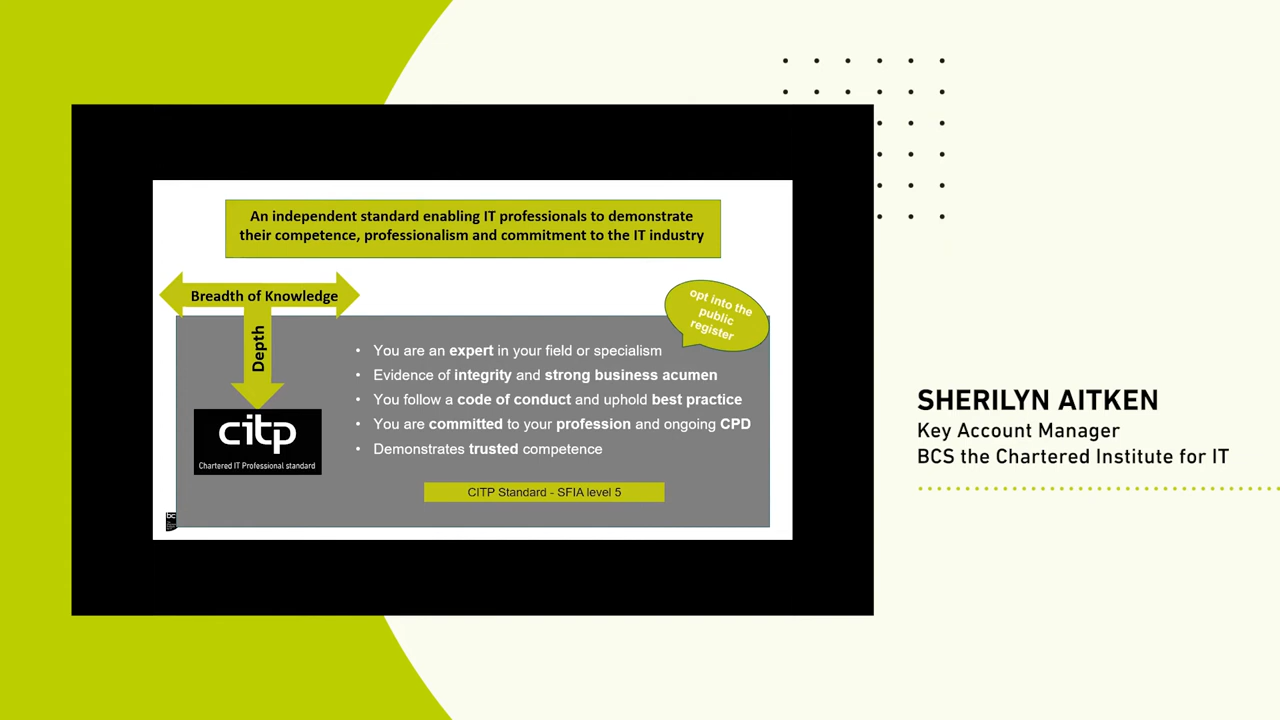 An independent standard enabling IT professionals to demonstrate
their competence, professionalism and commitment to the IT industry
Breadth of Knowledge
Depth
opt into the
public
register
• You are an expert in your field or specialism
• Evidence of integrity and strong business acumen
• You follow a code of conduct and uphold best practice
• You are committed to your profession and ongoing CPD
• Demonstrates trusted competence
citp
Chartered IT Professional standard
CITP Standard - SFIA level 5
SHERILYN AITKEN
Key Account Manager
BCS the Chartered Institute for IT